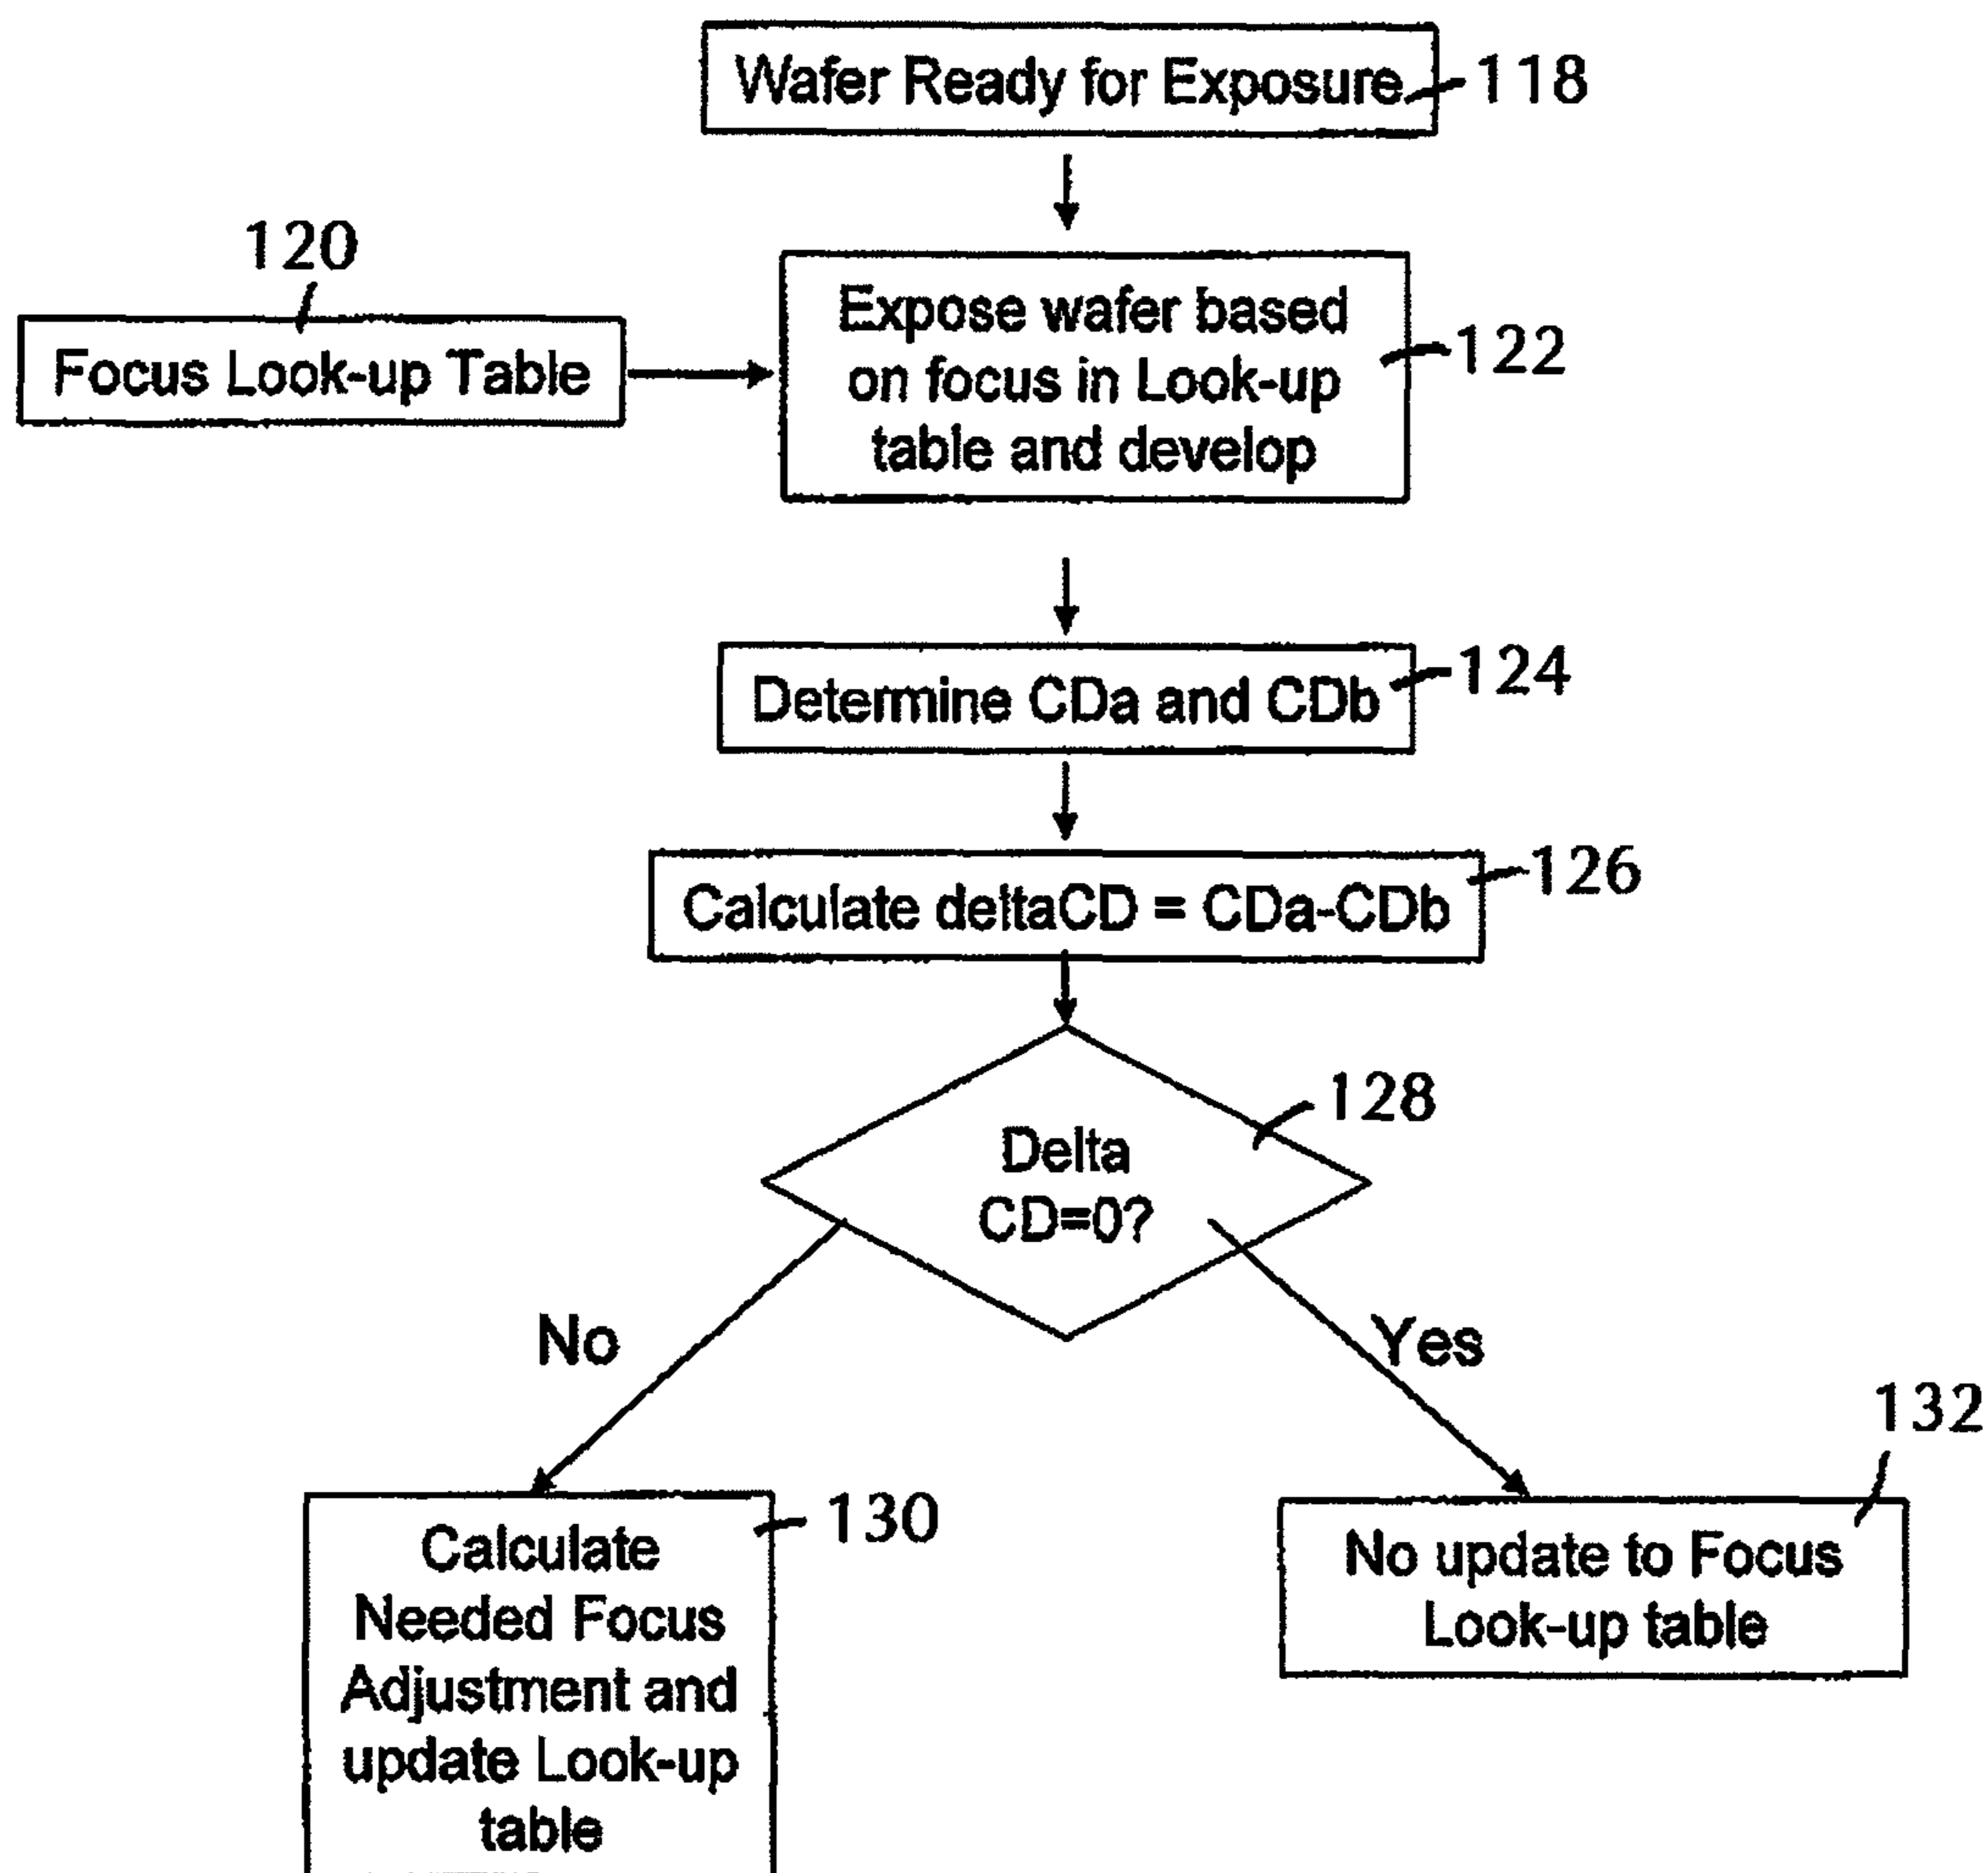 Wafer Ready for Exposure
118
120
Focus Look-up Table
Expose wafer based
on focus in Look-up
table and develop
122
Determine CDa and CDb
124
Calculate deltaCD = CDa-CDb
126
Delta
CD=0?
128
No
Yes
Calculate
Needed Focus
Adjustment and
update Look-up
table
130
132
No update to Focus
Look-up table